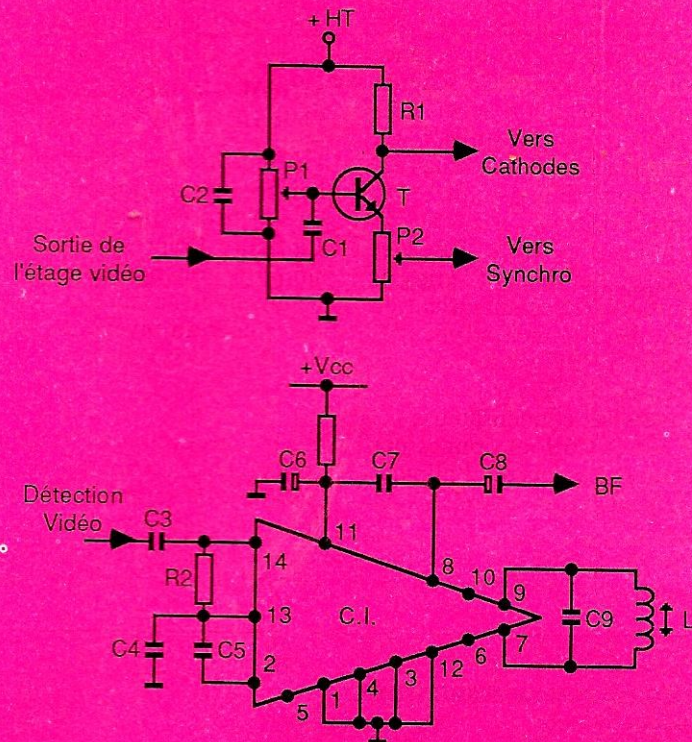 + HT
R1
Vers
Cathodes
P1
C2
T
C1
P2
Sortie de
l'étage vidéo
Vers
Synchro
+Vcc
C6
C7
C8
BF
Détection
Vidéo
C3
11
14
8
10
9
R2
13
C.I.
C9
L
7
C4
C5
2
12
6
3
4
1
5